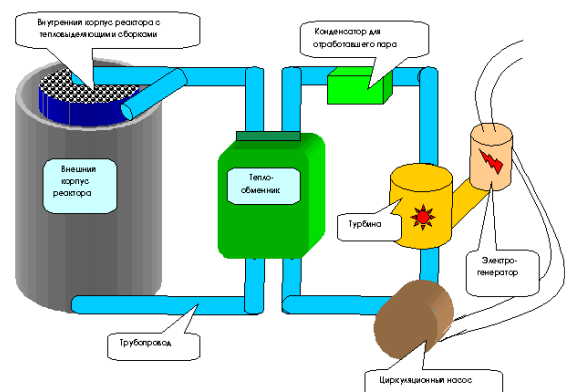 Внутренний корпус реактора с
тепловыделяющими сборками
Конденсатор для
отработавшего пара
Внешний
корпус
реактора
Тепло-
обменник
Турбина
Электро-
генератор
Трубопровод
Циркуляционный насос